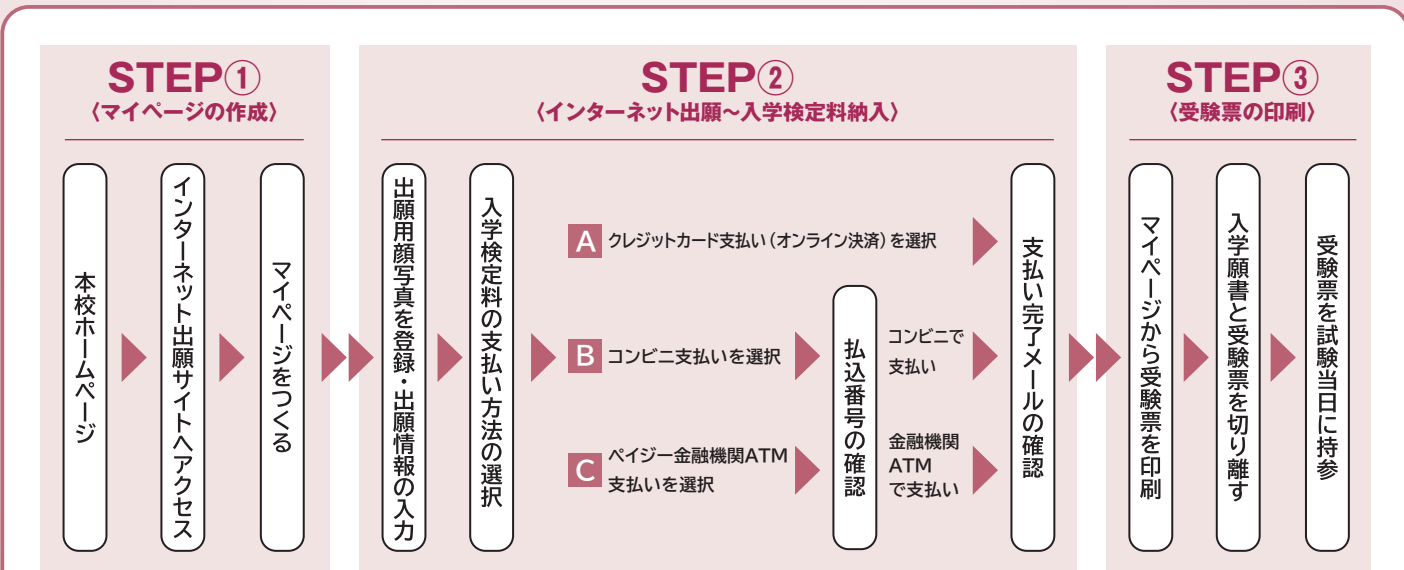 STEP①
〈マイページの作成〉
本校ホームページ
インターネット出願サイトへアクセス
マイページをつくる
STEP②
〈インターネット出願~入学検定料納入〉
出願用顔写真を登録・出願情報の入力
入学検定料の支払い方法の選択
A クレジットカード支払い(オンライン決済)を選択
B コンビニ支払いを選択
C ペイジー金融機関ATM
支払いを選択
払込番号の確認
コンビニで
支払い
金融機関
ATM
で支払い
支払い完了メールの確認
STEP③
〈受験票の印刷〉
マイページから受験票を印刷
入学願書と受験票を切り離す
受験票を試験当日に持参